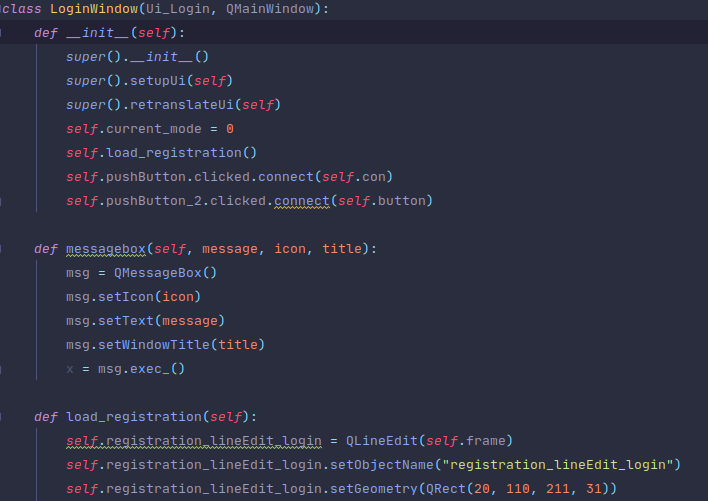 class LoginWindow(Ui_Login, QMainWindow):
    def __init__(self):
        super().__init__()
        super().setupUi(self)
        super().retranslateUi(self)
        self.current_mode = 0
        self.load_registration()
        self.pushButton.clicked.connect(self.con)
        self.pushButton_2.clicked.connect(self.button)
    def messagebox(self, message, icon, title):
        msg = QMessageBox()
        msg.setIcon(icon)
        msg.setText(message)
        msg.setWindowTitle(title)
        x = msg.exec_()
    def load_registration(self):
        self.registration_lineEdit_login = QLineEdit(self.frame)
        self.registration_lineEdit_login.setObjectName("registration_lineEdit_login")
        self.registration_lineEdit_login.setGeometry(QRect(20, 110, 211, 31))